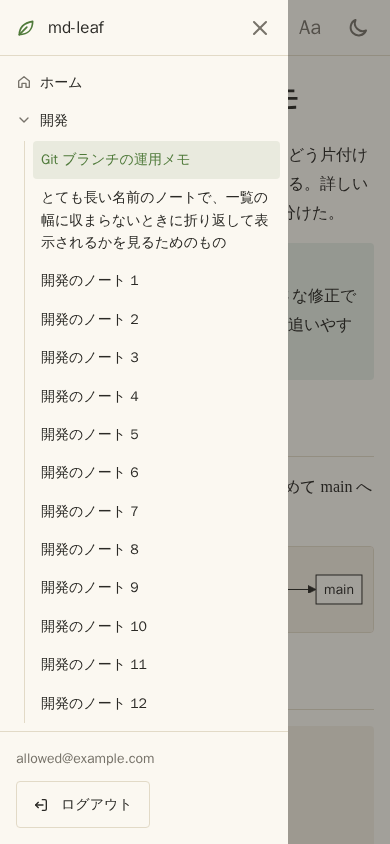 md-leaf
Aa
ホーム
開発
Git ブランチの運用メモ
とても長い名前のノートで、一覧の
幅に収まらないときに折り返して表
示されるかを見るためのもの
開発のノート 1
開発のノート 2
開発のノート 3
開発のノート 4
開発のノート 5
開発のノート 6
開発のノート 7
開発のノート 8
開発のノート 9
開発のノート 10
開発のノート 11
開発のノート 12
allowed@example.com
ログアウト
モ
どう片付け
る。詳しい
分けた。
な修正で
追いやす
めて main へ
main